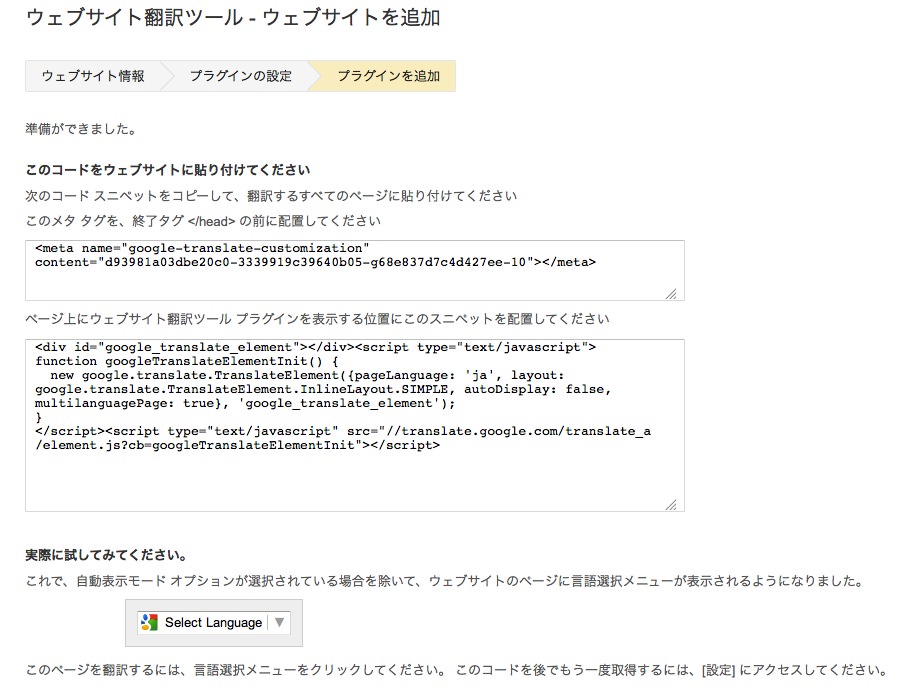 ウェブサイト翻訳ツール - ウェブサイトを追加
ウェブサイト情報
プラグインの設定
プラグインを追加
準備ができました。
このコードをウェブサイトに貼り付けてください
次のコード スニペットをコピーして、翻訳するすべてのページに貼り付けてください
このメタ タグを、終了タグ </head> の前に配置してください
<meta name="google-translate-customization"
content="d93981a03dbe20c0-3339919c39640b05-g68e837d7c4d427ee-10"></meta>
ページ上にウェブサイト翻訳ツール プラグインを表示する位置にこのスニペットを配置してください
<div id="google_translate_element"></div><script type="text/javascript">
function googleTranslateElementInit() {
  new google.translate.TranslateElement({pageLanguage: 'ja', layout:
google.translate.TranslateElement.InlineLayout.SIMPLE, autoDisplay: false,
multilanguagePage: true}, 'google_translate_element');
}
</script><script type="text/javascript" src="//translate.google.com/translate_a
/element.js?cb=googleTranslateElementInit"></script>
実際に試してみてください。
これで、自動表示モード オプションが選択されている場合を除いて、ウェブサイトのページに言語選択メニューが表示されるようになりました。
Select Language
このページを翻訳するには、言語選択メニューをクリックしてください。 このコードを後でもう一度取得するには、[設定] にアクセスしてください。